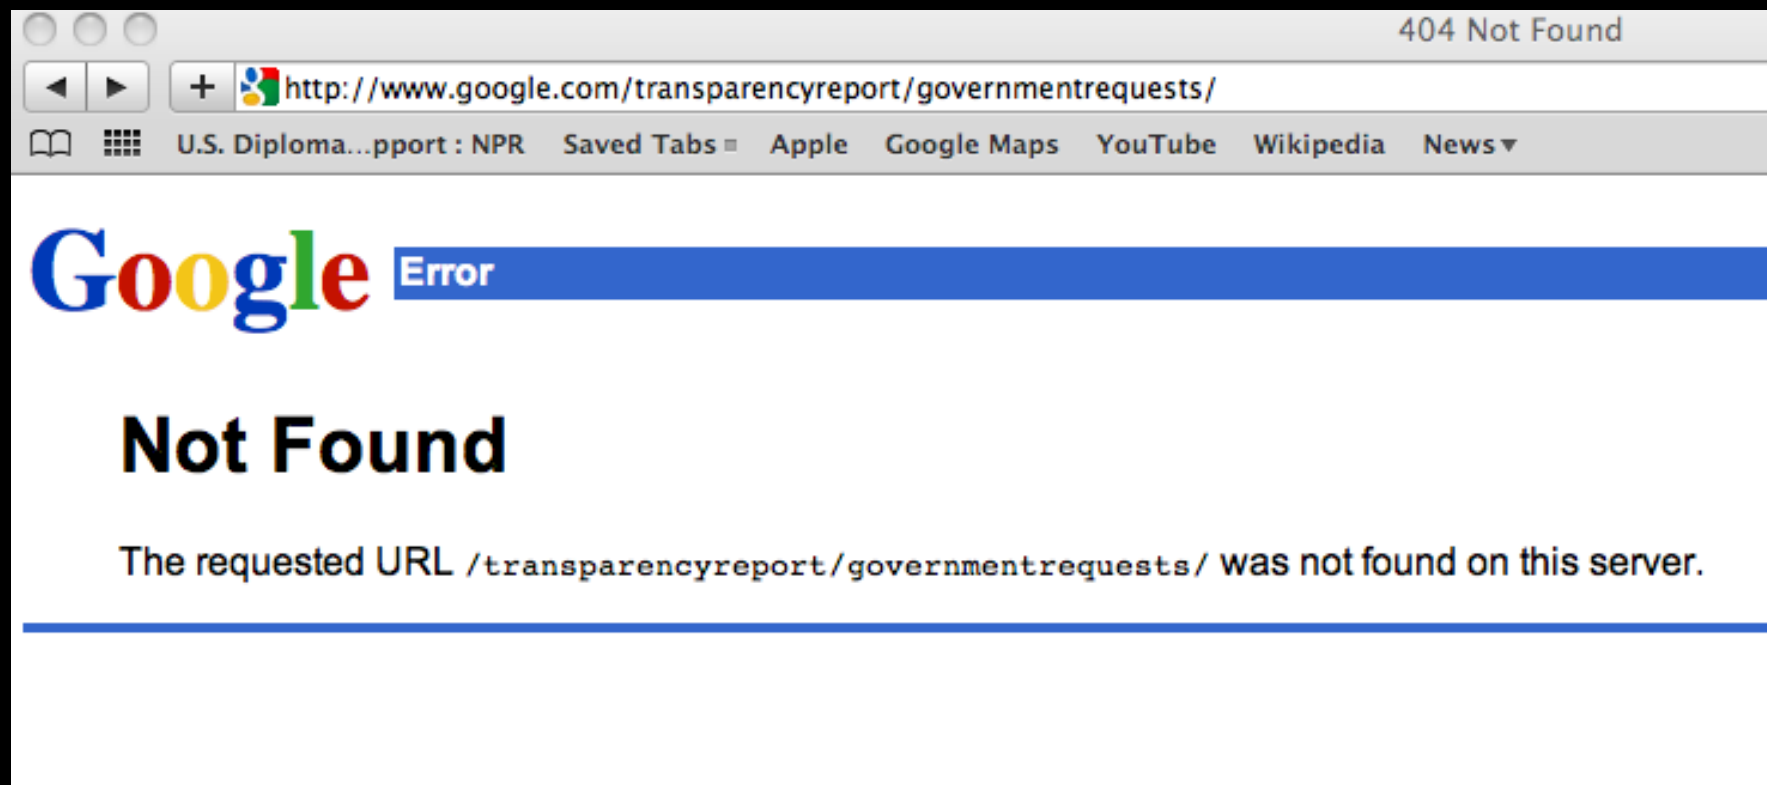 404 Not Found
http://www.google.com/transparencyreport/governmentrequests/
U.S. Diploma...pport : NPR Saved Tabs Apple Google Maps YouTube Wikipedia News
Google Error
Not Found
The requested URL /transparencyreport/governmentrequests/ was not found on this server.